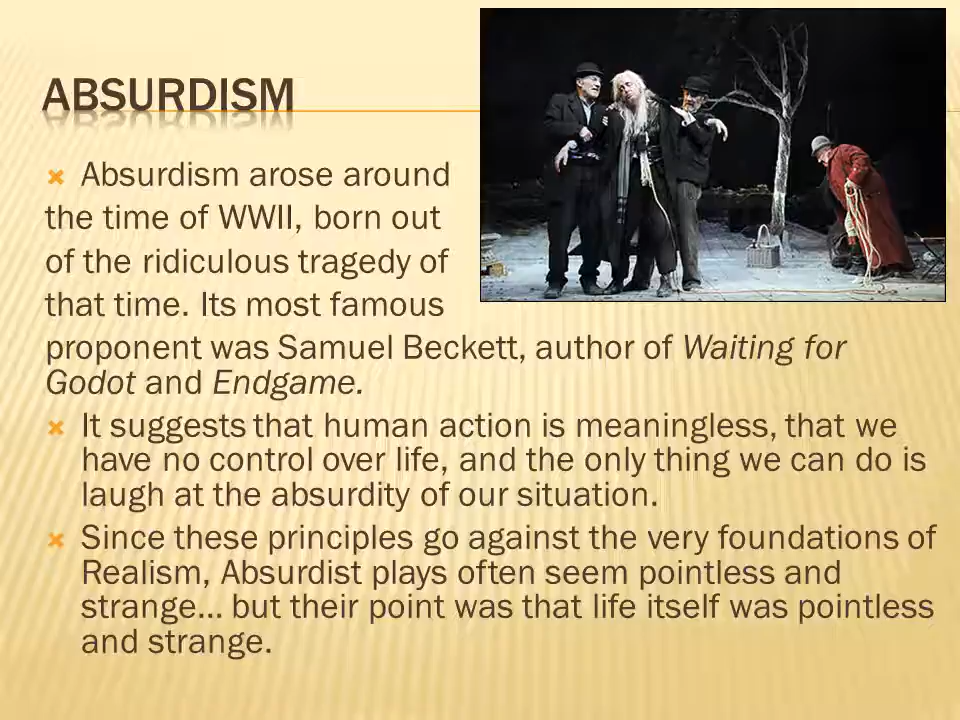 ABSURDISM
Absurdism arose around
the time of WWII, born out
of the ridiculous tragedy of
that time. Its most famous
proponent was Samuel Beckett, author of Waiting for
Godot and Endgame.
It suggests that human action is meaningless, that we
have no control over life, and the only thing we can do is
laugh at the absurdity of our situation.
Since these principles go against the very foundations of
Realism, Absurdist plays often seem pointless and
strange… but their point was that life itself was pointless
and strange.